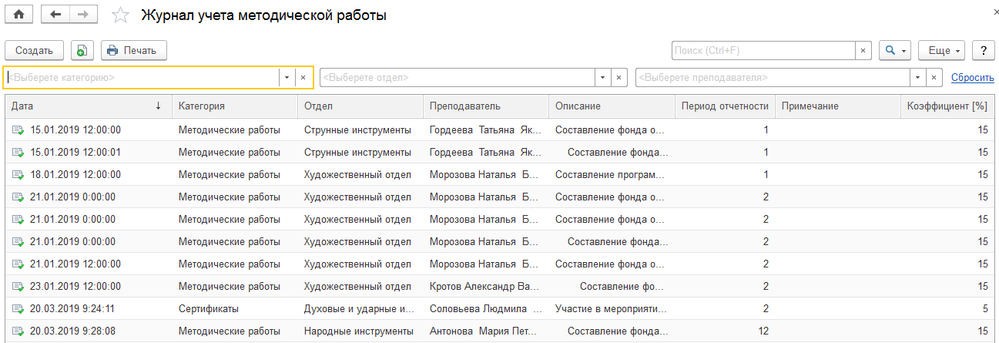 Журнал учета методической работы
Создать Печать Поиск (Ctrl+F) Еще ?
<Выберете категорию> <Выберете отдел> <Выберете преподавателя> Сбросить
Дата Категория Отдел Преподаватель Описание Период отчетности Примечание Коэффициент [%]
15.01.2019 12:00:00 Методические работы Струнные инструменты Гордеева Татьяна Як... Составление фонда о... 1 15
15.01.2019 12:00:01 Методические работы Струнные инструменты Гордеева Татьяна Як... Составление фонда... 1 15
18.01.2019 12:00:00 Методические работы Художественный отдел Морозова Наталья Б... Составление програм... 1 15
21.01.2019 0:00:00 Методические работы Художественный отдел Морозова Наталья Б... Составление фонда о... 2 15
21.01.2019 0:00:00 Методические работы Художественный отдел Морозова Наталья Б... Составление фонда о... 2 15
21.01.2019 0:00:00 Методические работы Художественный отдел Морозова Наталья Б... Составление фонда... 2 15
21.01.2019 12:00:00 Методические работы Художественный отдел Морозова Наталья Б... Составление фонда о... 2 15
23.01.2019 12:00:00 Методические работы Художественный отдел Кротов Александр Ва... Составление фо... 2 15
20.03.2019 9:24:11 Сертификаты Духовые и ударные и... Соловьева Людмила ... Участие в мероприяти... 2 5
20.03.2019 9:28:08 Методические работы Народные инструменты Антонова Мария Пет... Составление фонда... 12 15